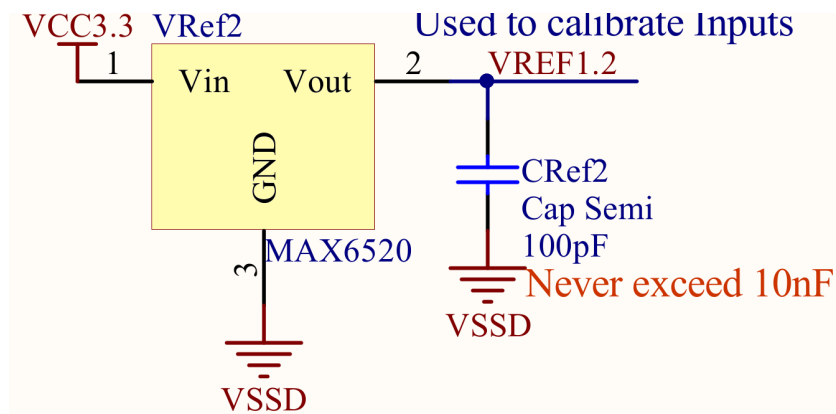 Used to calibrate Inputs
VCC3.3
VRef2
1
Vin
Vout
2
VREF1.2
GND
CRef2
Cap Semi
100pF
MAX6520
3
Never exceed 10nF
VSSD
VSSD